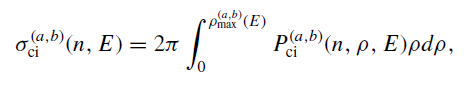 σ_ci^(a,b)(n, E) = 2π ∫_0^{ρ_max^(a,b)(E)} P_ci^(a,b)(n, ρ, E)ρdρ,